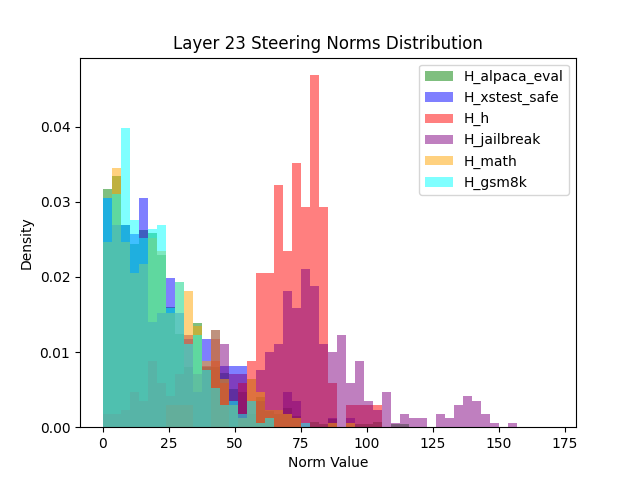 Layer 23 Steering Norms Distribution
H_alpaca_eval
H_xstest_safe
H_h
H_jailbreak
H_math
H_gsm8k
Density
0.04
0.03
0.02
0.01
0.00
0 25 50 75 100 125 150 175
Norm Value